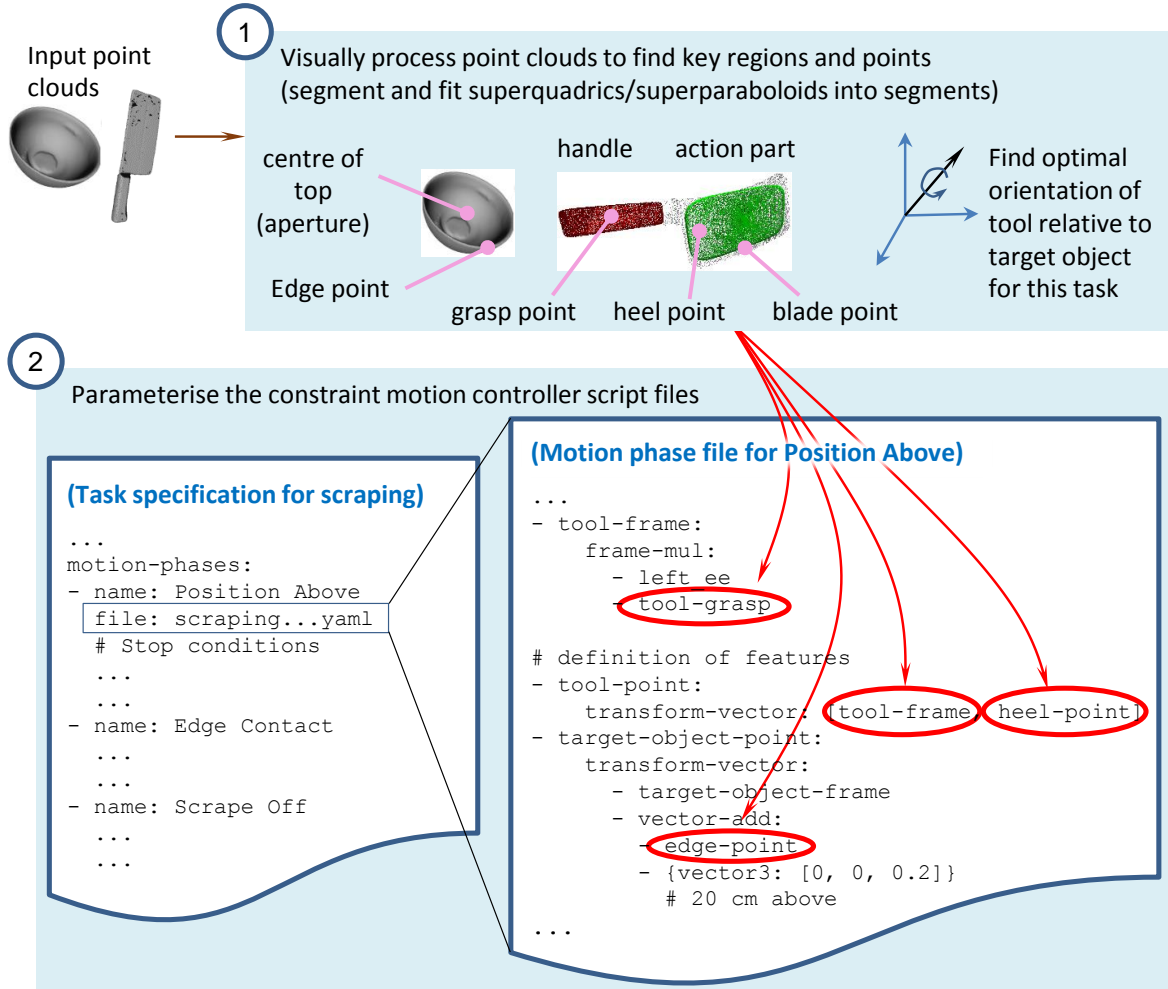 1
Input point
clouds
Visually process point clouds to find key regions and points
(segment and fit superquadrics/superparaboloids into segments)
centre of
top
(aperture)
handle
action part
Find optimal
orientation of
tool relative to
target object
for this task
Edge point
grasp point
heel point
blade point
2
Parameterise the constraint motion controller script files
(Task specification for scraping)
...
motion-phases:
- name: Position Above
file: scraping...yaml
# Stop conditions
...
...
- name: Edge Contact
...
...
- name: Scrape Off
...
...
(Motion phase file for Position Above)
...
- tool-frame:
frame-mul:
- left_ee
- tool-grasp
# definition of features
- tool-point:
transform-vector: [tool-frame, heel-point]
- target-object-point:
transform-vector:
- target-object-frame
- vector-add:
- edge-point
- {vector3: [0, 0, 0.2]}
# 20 cm above
...